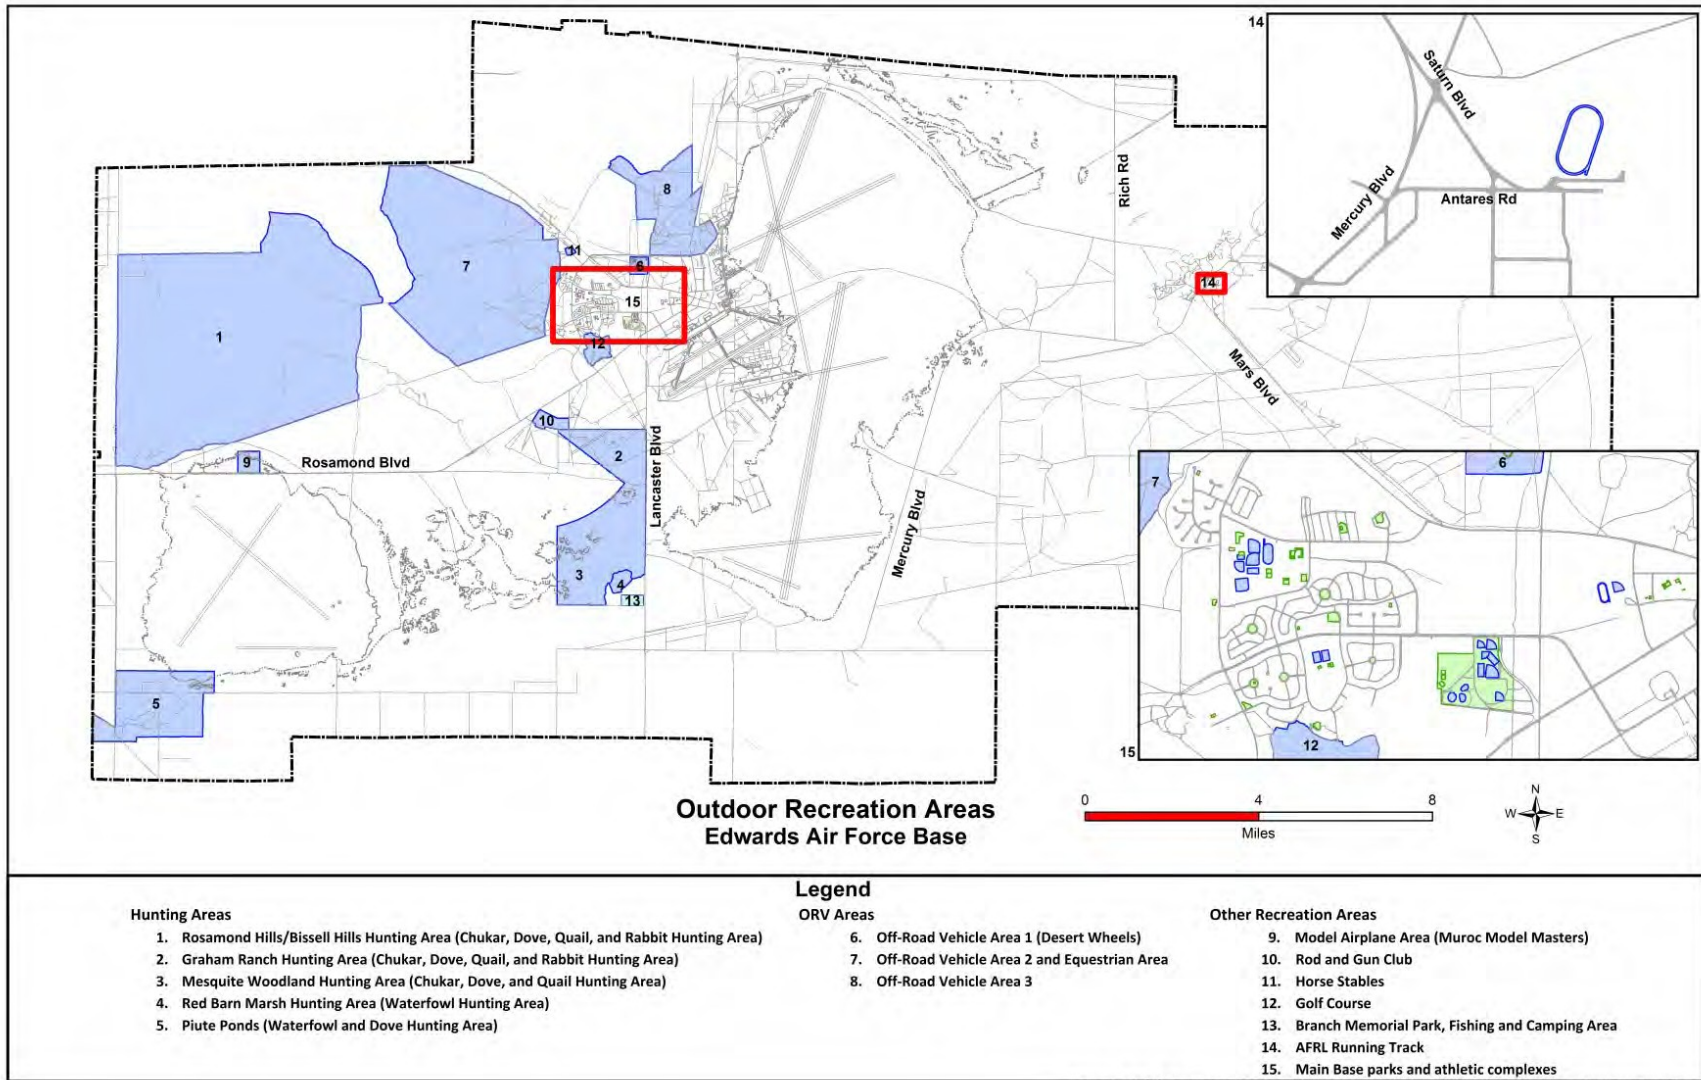 14
Saturn Blvd
Mercury Blvd
Antares Rd
Rich Rd
8
11
7
6
15
14
1
12
Mars Blvd
10
2
9
Rosamond Blvd
Lancaster Blvd
Mercury Blvd
3
4
13
5
7
6
12
15
Outdoor Recreation Areas
Edwards Air Force Base
0 4 8
Miles
N
W E
S
Legend
Hunting Areas
1. Rosamond Hills/Bissell Hills Hunting Area (Chukar, Dove, Quail, and Rabbit Hunting Area)
2. Graham Ranch Hunting Area (Chukar, Dove, Quail, and Rabbit Hunting Area)
3. Mesquite Woodland Hunting Area (Chukar, Dove, and Quail Hunting Area)
4. Red Barn Marsh Hunting Area (Waterfowl Hunting Area)
5. Piute Ponds (Waterfowl and Dove Hunting Area)
ORV Areas
6. Off-Road Vehicle Area 1 (Desert Wheels)
7. Off-Road Vehicle Area 2 and Equestrian Area
8. Off-Road Vehicle Area 3
Other Recreation Areas
9. Model Airplane Area (Muroc Model Masters)
10. Rod and Gun Club
11. Horse Stables
12. Golf Course
13. Branch Memorial Park, Fishing and Camping Area
14. AFRL Running Track
15. Main Base parks and athletic complexes